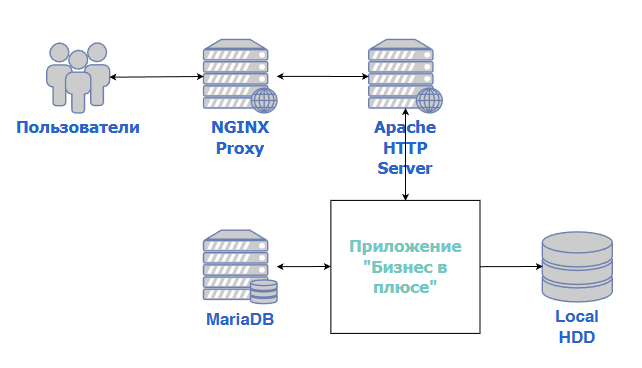 Пользователи
NGINX
Proxy
Apache
HTTP
Server
MariaDB
Приложение
"Бизнес в
плюсе"
Local
HDD